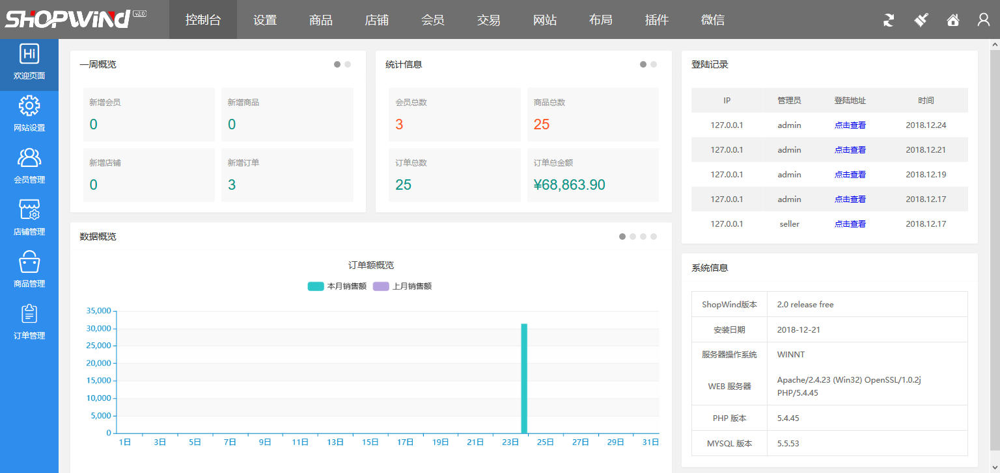 SHOPWIND v2.0
控制台 设置 商品 店铺 会员 交易 网站 布局 插件 微信
Hi
欢迎页面
网站设置
会员管理
店铺管理
商品管理
订单管理
一周概览
新增会员 新增商品
0 0
新增店铺 新增订单
0 3
统计信息
会员总数 商品总数
3 25
订单总数 订单总金额
25 ¥68,863.90
登陆记录
IP 管理员 登陆地址 时间
127.0.0.1 admin 点击查看 2018.12.24
127.0.0.1 admin 点击查看 2018.12.21
127.0.0.1 admin 点击查看 2018.12.19
127.0.0.1 admin 点击查看 2018.12.17
127.0.0.1 seller 点击查看 2018.12.17
数据概览
订单额概览
本月销售额 上月销售额
35,000
30,000
25,000
20,000
15,000
10,000
5,000
0
1日 3日 5日 7日 9日 11日 13日 15日 17日 19日 21日 23日 25日 27日 29日 31日
系统信息
ShopWind版本 2.0 release free
安装日期 2018-12-21
服务器操作系统 WINNT
WEB 服务器 Apache/2.4.23 (Win32) OpenSSL/1.0.2j
PHP/5.4.45
PHP 版本 5.4.45
MYSQL 版本 5.5.53